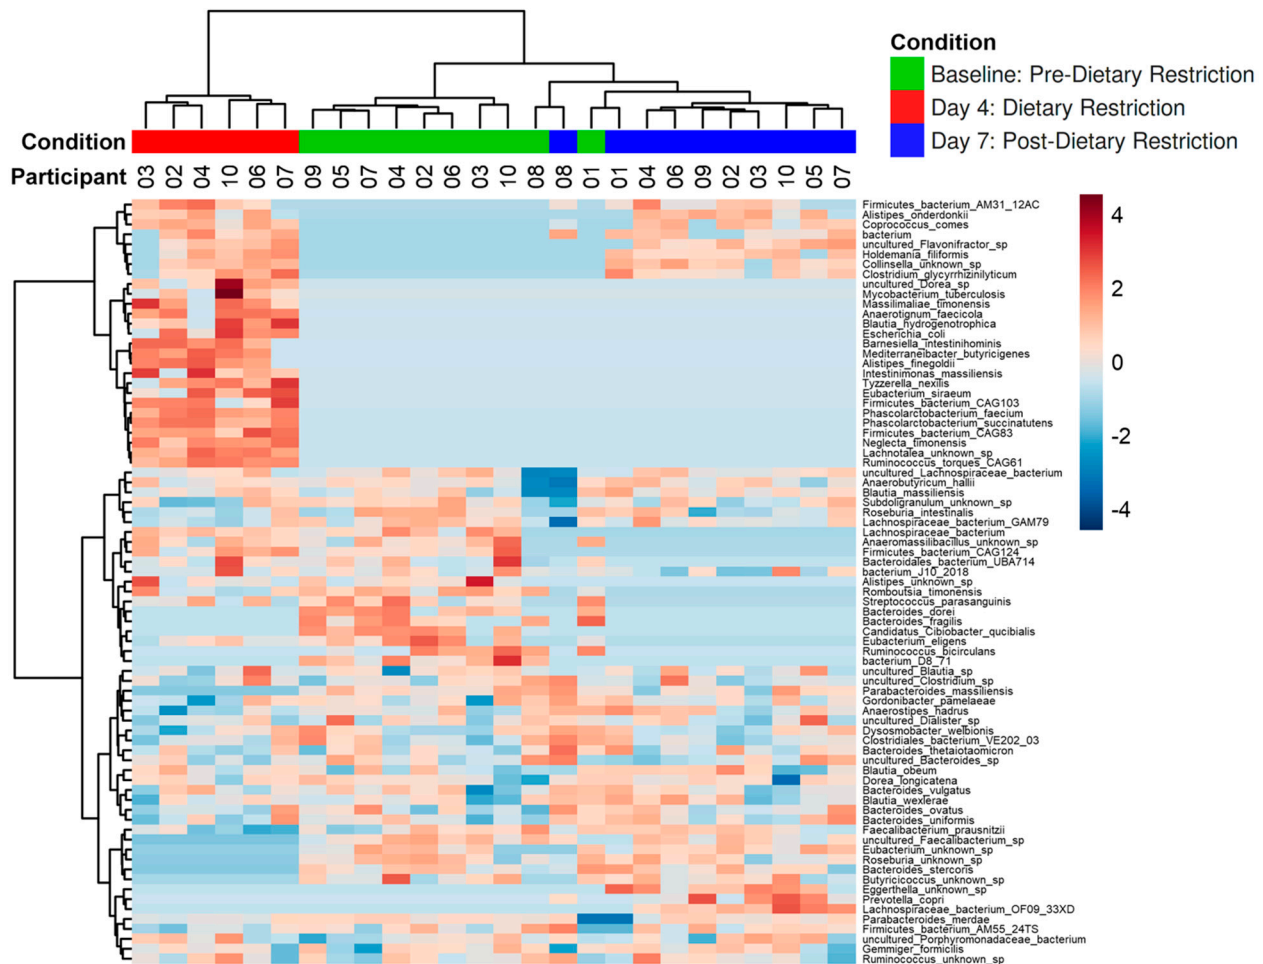 Condition
Baseline: Pre-Dietary Restriction
Day 4: Dietary Restriction
Day 7: Post-Dietary Restriction
Condition
Participant 03 02 04 10 06 07 09 05 07 04 02 06 03 10 08 08 01 01 04 06 09 02 03 10 05 07
Firmicutes_bacterium_AM31_12AC
Alistipes_onderdonkii
Coprococcus_comes
bacterium
uncultured_Flavonifractor_sp
Holdemania_filiformis
Collinsella_unknown_sp
Clostridium_glycyrrhizinilyticum
uncultured_Dorea_sp
Mycobacterium_tuberculosis
Massilimaliae_timonensis
Anaerotignum_faecicola
Blautia_hydrogenotrophica
Escherichia_coli
Barnesiella_intestinihominis
Mediterraneibacter_butyricigenes
Alistipes_finegoldii
Intestinimonas_massiliensis
Tyzzerella_nexilis
Eubacterium_siraeum
Firmicutes_bacterium_CAG103
Phascolarctobacterium_faecium
Phascolarctobacterium_succinatutens
Firmicutes_bacterium_CAG83
Neglecta_timonensis
Lachnotalea_unknown_sp
Ruminococcus_torques_CAG61
uncultured_Lachnospiraceae_bacterium
Anaerobutyricum_hallii
Blautia_massiliensis
Subdoligranulum_unknown_sp
Roseburia_intestinalis
Lachnospiraceae_bacterium_GAM79
Lachnospiraceae_bacterium
Anaeromassilibacillus_unknown_sp
Firmicutes_bacterium_CAG124
Bacteroidales_bacterium_UBA714
bacterium_J10_2018
Alistipes_unknown_sp
Romboutsia_timonensis
Streptococcus_parasanguinis
Bacteroides_dorei
Bacteroides_fragilis
Candidatus_Cibiobacter_qucibialis
Eubacterium_eligens
Ruminococcus_bicirculans
bacterium_D8_71
uncultured_Blautia_sp
uncultured_Clostridium_sp
Parabacteroides_massiliensis
Gordonibacter_pamelaeae
Anaerostipes_hadrus
uncultured_Dialister_sp
Dysosmobacter_welbionis
Clostridiales_bacterium_VE202_03
Bacteroides_thetaiotaomicron
uncultured_Bacteroides_sp
Blautia_obeum
Dorea_longicatena
Bacteroides_vulgatus
Blautia_wexlerae
Bacteroides_ovatus
Bacteroides_uniformis
Faecalibacterium_prausnitzii
uncultured_Faecalibacterium_sp
Eubacterium_unknown_sp
Roseburia_unknown_sp
Bacteroides_stercoris
Butyricicoccus_unknown_sp
Eggerthella_unknown_sp
Prevotella_copri
Lachnospiraceae_bacterium_OF09_33XD
Parabacteroides_merdae
Firmicutes_bacterium_AM55_24TS
uncultured_Porphyromonadaceae_bacterium
Gemmiger_formicilis
Ruminococcus_unknown_sp
4
2
0
-2
-4